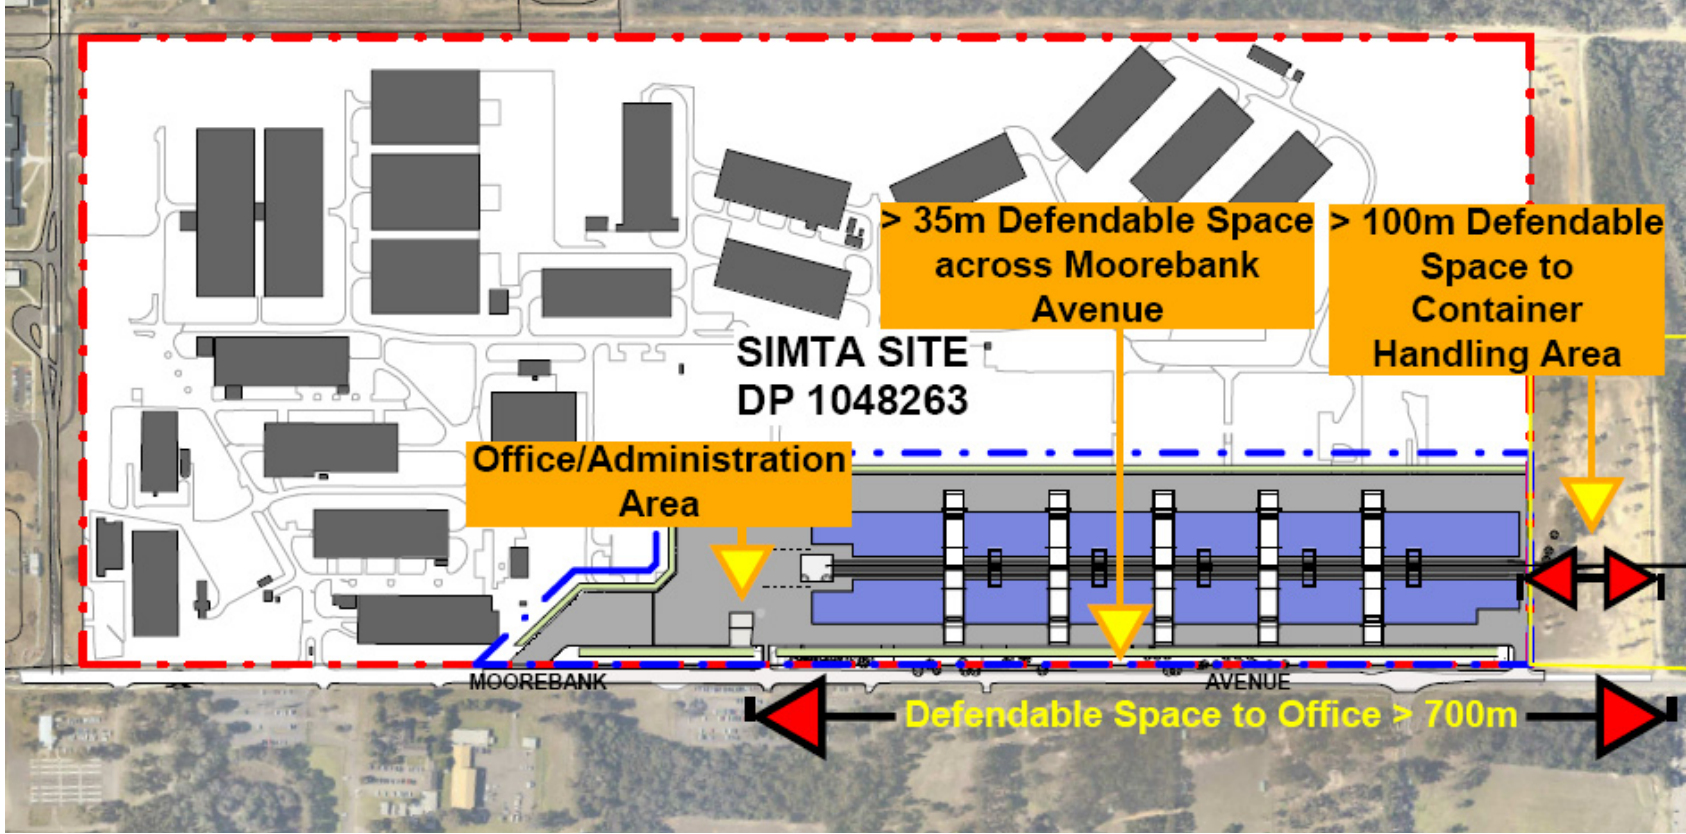 > 35m Defendable Space
across Moorebank
Avenue
> 100m Defendable
Space to
Container
Handling Area
SIMTA SITE
DP 1048263
Office/Administration
Area
MOOREBANK
AVENUE
Defendable Space to Office > 700m